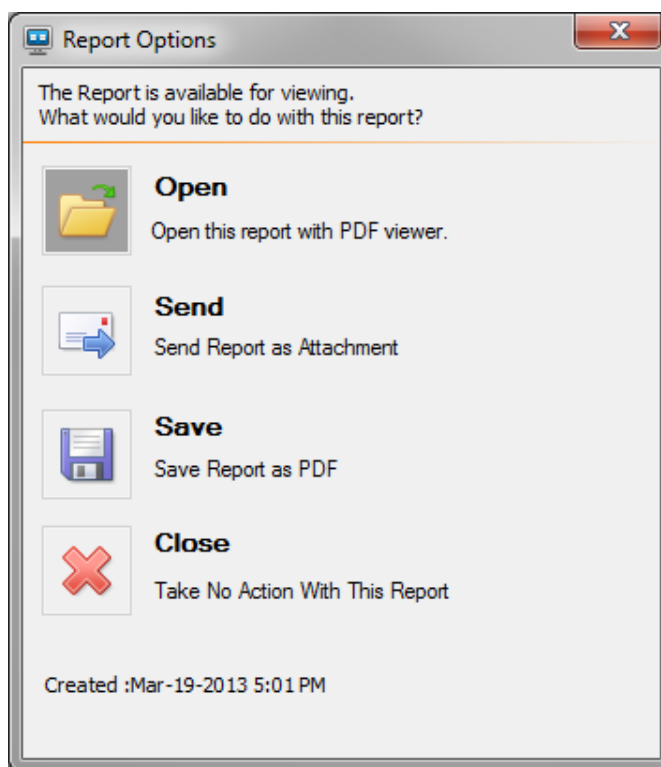 Report Options
The Report is available for viewing.
What would you like to do with this report?
Open
Open this report with PDF viewer.
Send
Send Report as Attachment
Save
Save Report as PDF
Close
Take No Action With This Report
Created :Mar-19-2013 5:01 PM